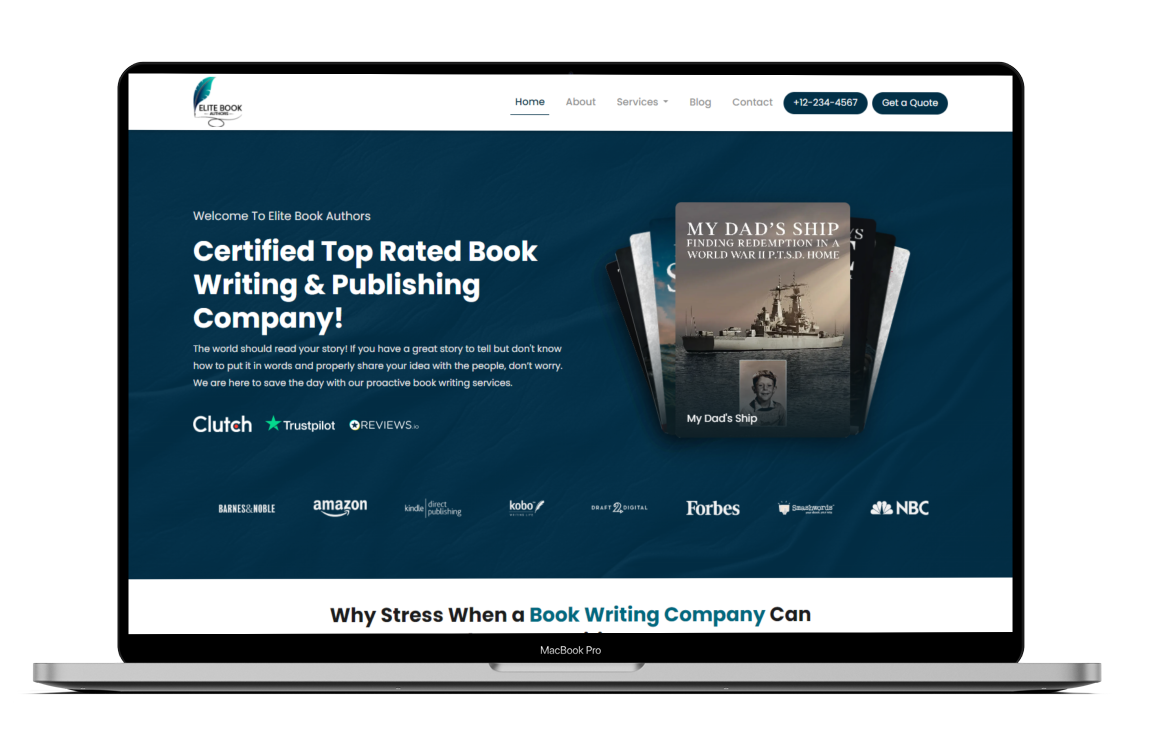 ELITE BOOK
AUTHORS
Home
About
Services
Blog
Contact
+12-234-4567
Get a Quote
Welcome To Elite Book Authors
Certified Top Rated Book
Writing & Publishing
Company!
The world should read your story! If you have a great story to tell but don't know
how to put it in words and properly share your idea with the people, don't worry.
We are here to save the day with our proactive book writing services.
Clutch
Trustpilot
REVIEWS.io
MY DAD'S SHIP
FINDING REDEMPTION IN A
WORLD WAR II P.T.S.D. HOME
My Dad's Ship
BARNES&NOBLE
amazon
kindle direct
publishing
kobo
WRITING LIFE
DRAFT 2 DIGITAL
Forbes
Smashwords
NBC
Why Stress When a Book Writing Company Can
MacBook Pro